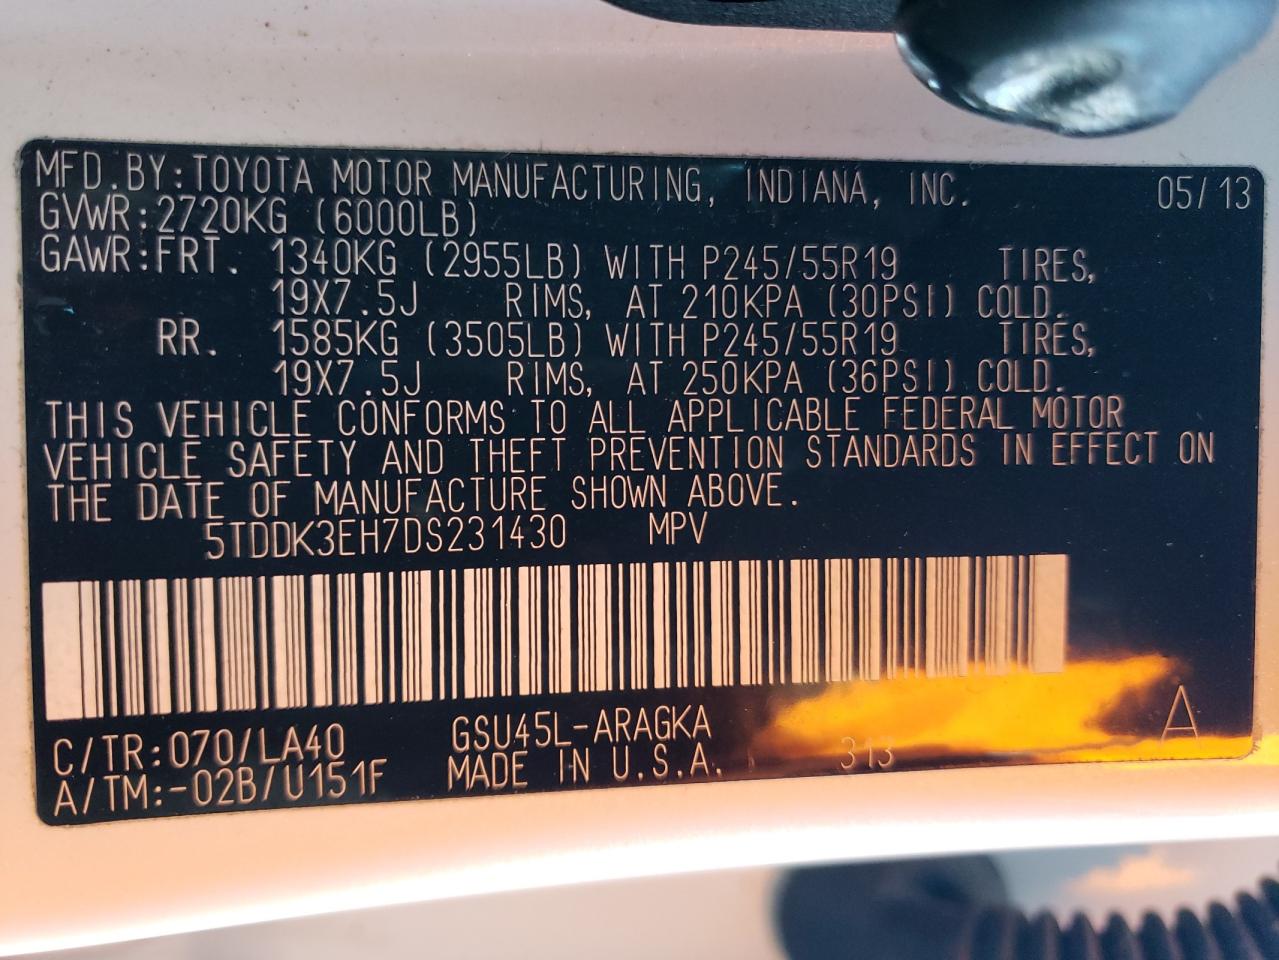 MFD.BY:TOYOTA MOTOR MANUFACTURING, INDIANA, INC. 05/13
GVWR:2720KG (6000LB)
GAWR:FRT. 1340KG (2955LB) WITH P245/55R19 TIRES,
19X7.5J RIMS, AT 210KPA (30PSI) COLD.
RR. 1585KG (3505LB) WITH P245/55R19 TIRES,
19X7.5J RIMS, AT 250KPA (36PSI) COLD.
THIS VEHICLE CONFORMS TO ALL APPLICABLE FEDERAL MOTOR
VEHICLE SAFETY AND THEFT PREVENTION STANDARDS IN EFFECT ON
THE DATE OF MANUFACTURE SHOWN ABOVE.
5TDDK3EH7DS231430 MPV
C/TR:070/LA40 GSU45L-ARAGKA A
A/TM:-02B/U151F MADE IN U.S.A. 313